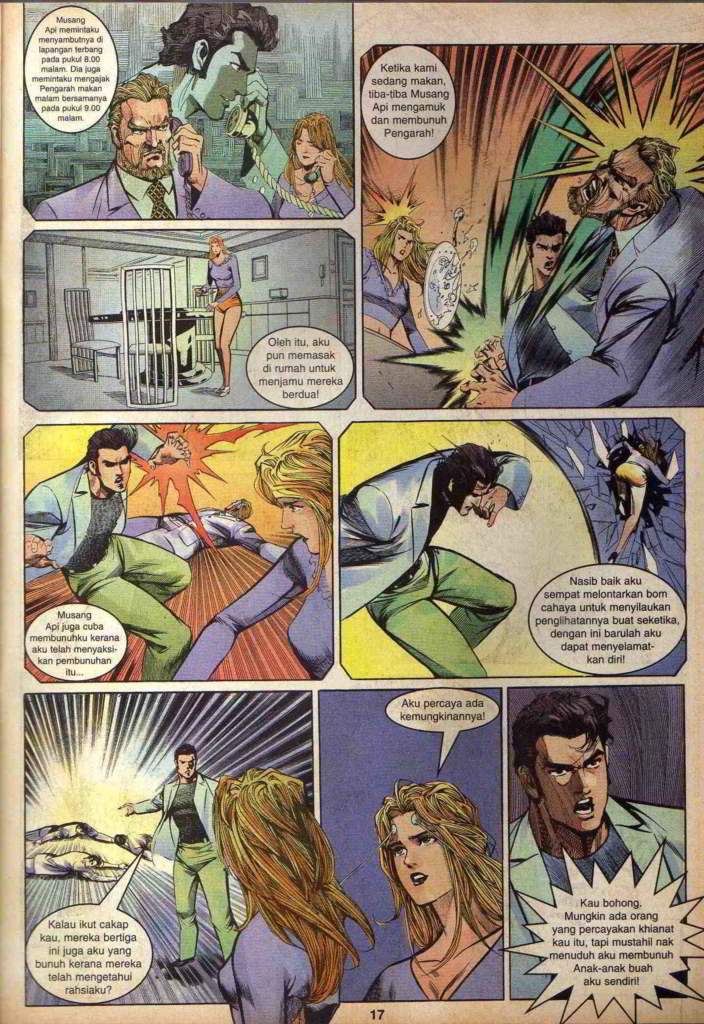 Musang
Api memintaku
menyambutnya di
lapangan terbang
pada pukul 8.00
malam. Dia juga
memintaku mengajak
Pengarah makan
malam bersamanya
pada pukul 9.00
malam.
Oleh itu, aku
pun memasak
di rumah untuk
menjamu mereka
berdua!
Ketika kami
sedang makan,
tiba-tiba Musang
Api mengamuk
dan membunuh
Pengarah!
Musang
Api juga cuba
membunuhku kerana
aku telah menyaksi-
kan pembunuhan
itu...
Nasib baik aku
sempat melontarkan bom
cahaya untuk menyilaukan
penglihatannya buat seketika,
dengan ini barulah aku
dapat menyelamat-
kan diri!
Kalau ikut cakap
kau, mereka bertiga
ini juga aku yang
bunuh kerana mereka
telah mengetahui
rahsiaku?
Aku percaya ada
kemungkinannya!
Kau bohong.
Mungkin ada orang
yang percayakan khianat
kau itu, tapi mustahil nak
menuduh aku membunuh
Anak-anak buah
aku sendiri!
17